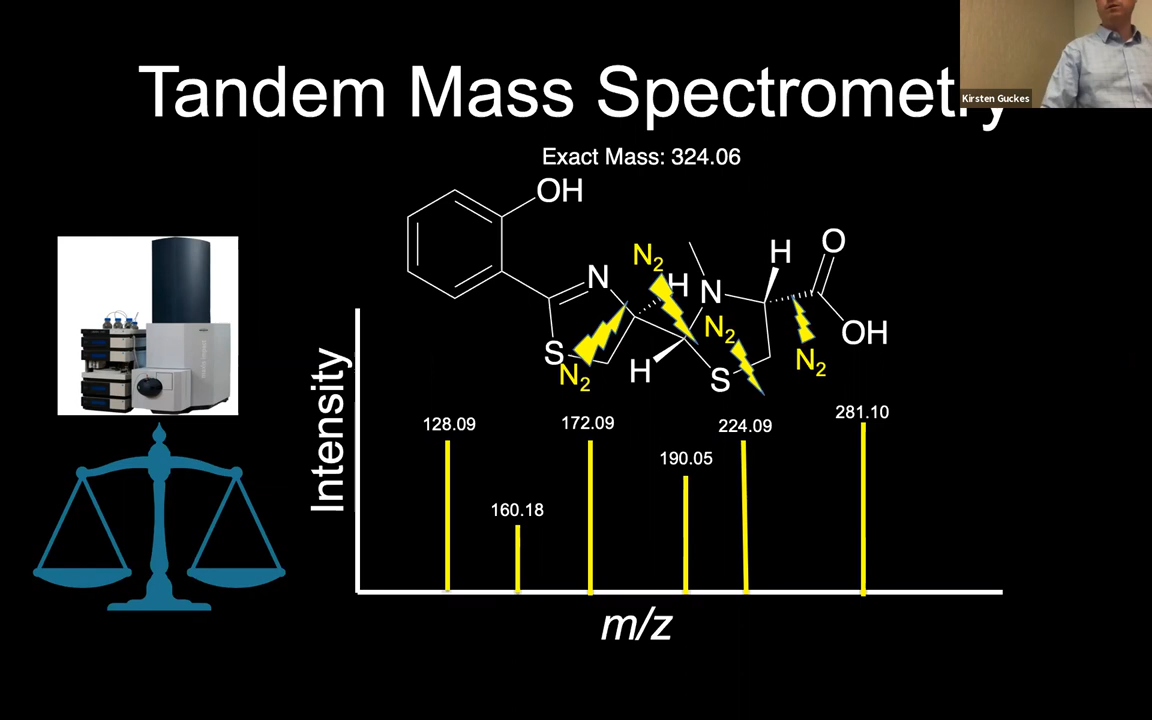 Tandem Mass Spectrometry
Kirsten Guckes
Exact Mass: 324.06
OH
O
H
N2
N
H
N
N2
OH
S
N2
H
S
N2
Intensity
128.09
160.18
172.09
190.05
224.09
281.10
m/z